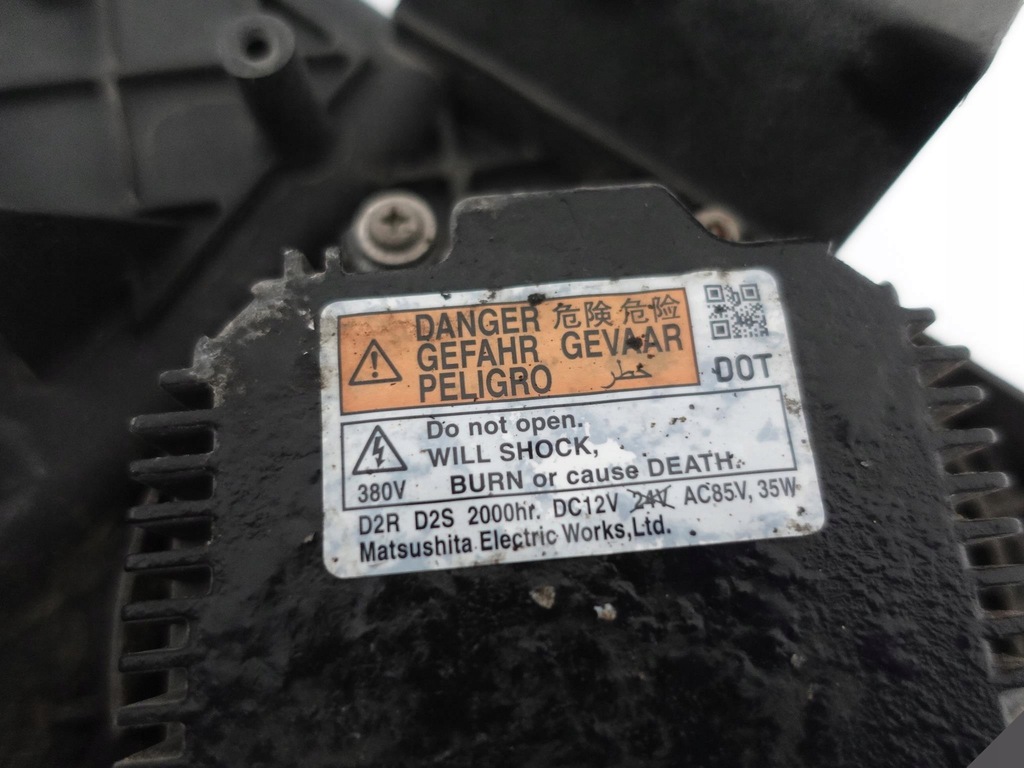 DANGER 危険 危险
GEFAHR GEVAAR
PELIGRO خطر
DOT
Do not open.
WILL SHOCK,
BURN or cause DEATH.
380V
D2R D2S 2000hr. DC12V 24V AC85V, 35W
Matsushita Electric Works,Ltd.